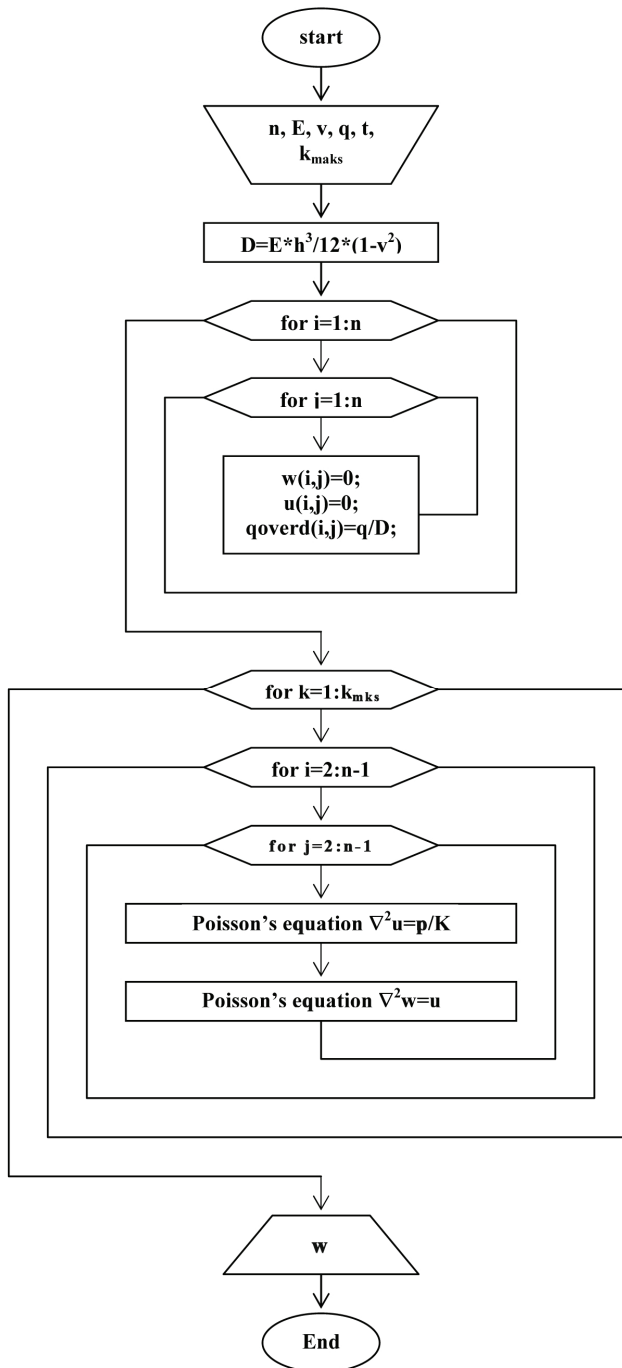 start
n, E, v, q, t,
kₘₐₖₛ
D=E*h³/12*(1-v²)
for i=1:n
for j=1:n
w(i,j)=0;
u(i,j)=0;
qoverd(i,j)=q/D;
for k=1:kₘₖₛ
for i=2:n-1
for j=2:n-1
Poisson’s equation ∇²u=p/K
Poisson’s equation ∇²w=u
w
End